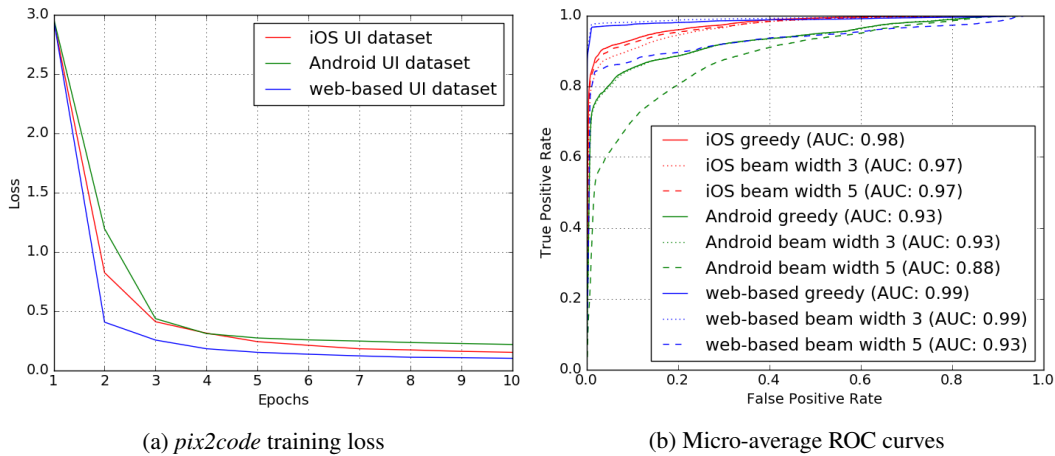 3.0
2.5
2.0
1.5
1.0
0.5
0.0
Loss
iOS UI dataset
Android UI dataset
web-based UI dataset
1 2 3 4 5 6 7 8 9 10
Epochs
(a) pix2code training loss
1.0
0.8
0.6
0.4
0.2
0.0
True Positive Rate
iOS greedy (AUC: 0.98)
iOS beam width 3 (AUC: 0.97)
iOS beam width 5 (AUC: 0.97)
Android greedy (AUC: 0.93)
Android beam width 3 (AUC: 0.93)
Android beam width 5 (AUC: 0.88)
web-based greedy (AUC: 0.99)
web-based beam width 3 (AUC: 0.99)
web-based beam width 5 (AUC: 0.93)
0.0 0.2 0.4 0.6 0.8 1.0
False Positive Rate
(b) Micro-average ROC curves